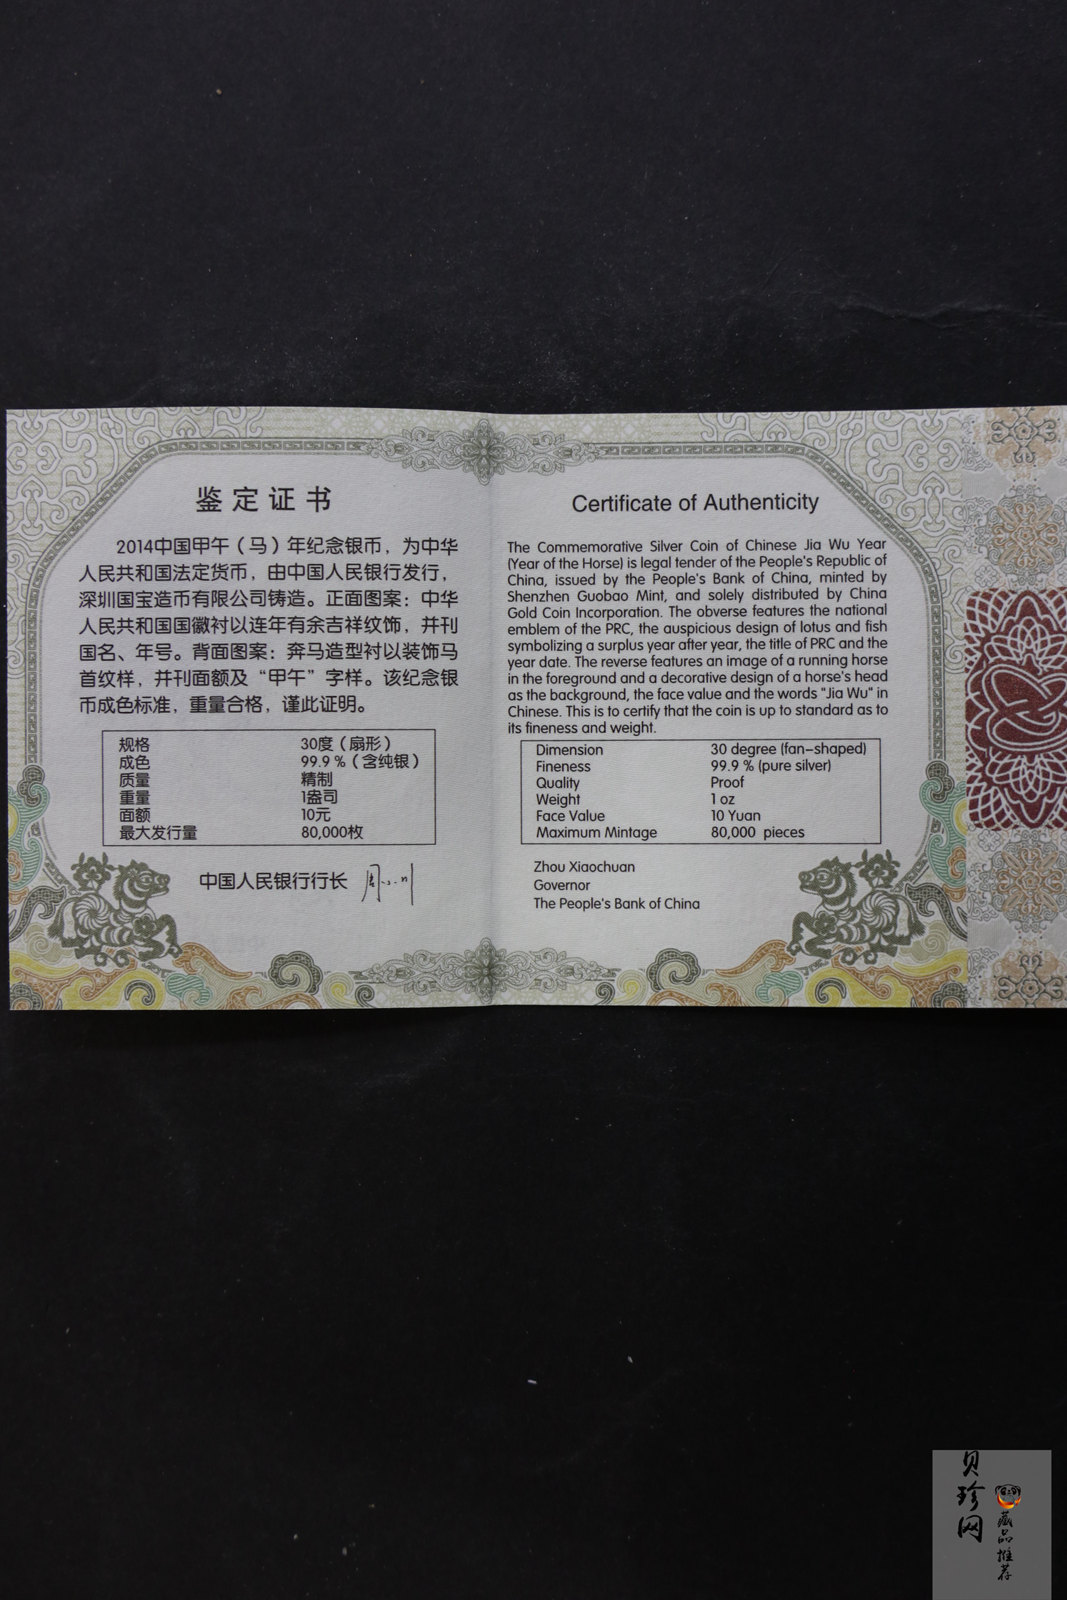 鉴定证书
2014中国甲午（马）年纪念银币，为中华
人民共和国法定货币，由中国人民银行发行，
深圳国宝造币有限公司铸造。正面图案：中华
人民共和国国徽衬以连年有余吉祥纹饰，并刊
国名、年号。背面图案：奔马造型衬以装饰马
首纹样，并刊面额及“甲午”字样。该纪念银
币成色标准，重量合格，谨此证明。
规格 30度（扇形）
成色 99.9％（含纯银）
质量 精制
重量 1盎司
面额 10元
最大发行量 80,000枚
中国人民银行行长
Certificate of Authenticity
The Commemorative Silver Coin of Chinese Jia Wu Year
(Year of the Horse) is legal tender of the People's Republic of
China, issued by the People's Bank of China, minted by
Shenzhen Guobao Mint, and solely distributed by China
Gold Coin Incorporation. The obverse features the national
emblem of the PRC, the auspicious design of lotus and fish
symbolizing a surplus year after year, the title of PRC and the
year date. The reverse features an image of a running horse
in the foreground and a decorative design of a horse's head
as the background, the face value and the words "Jia Wu" in
Chinese. This is to certify that the coin is up to standard as to
its fineness and weight.
Dimension 30 degree (fan-shaped)
Fineness 99.9 % (pure silver)
Quality Proof
Weight 1 oz
Face Value 10 Yuan
Maximum Mintage 80,000 pieces
Zhou Xiaochuan
Governor
The People's Bank of China
贝珍网
藏品推荐